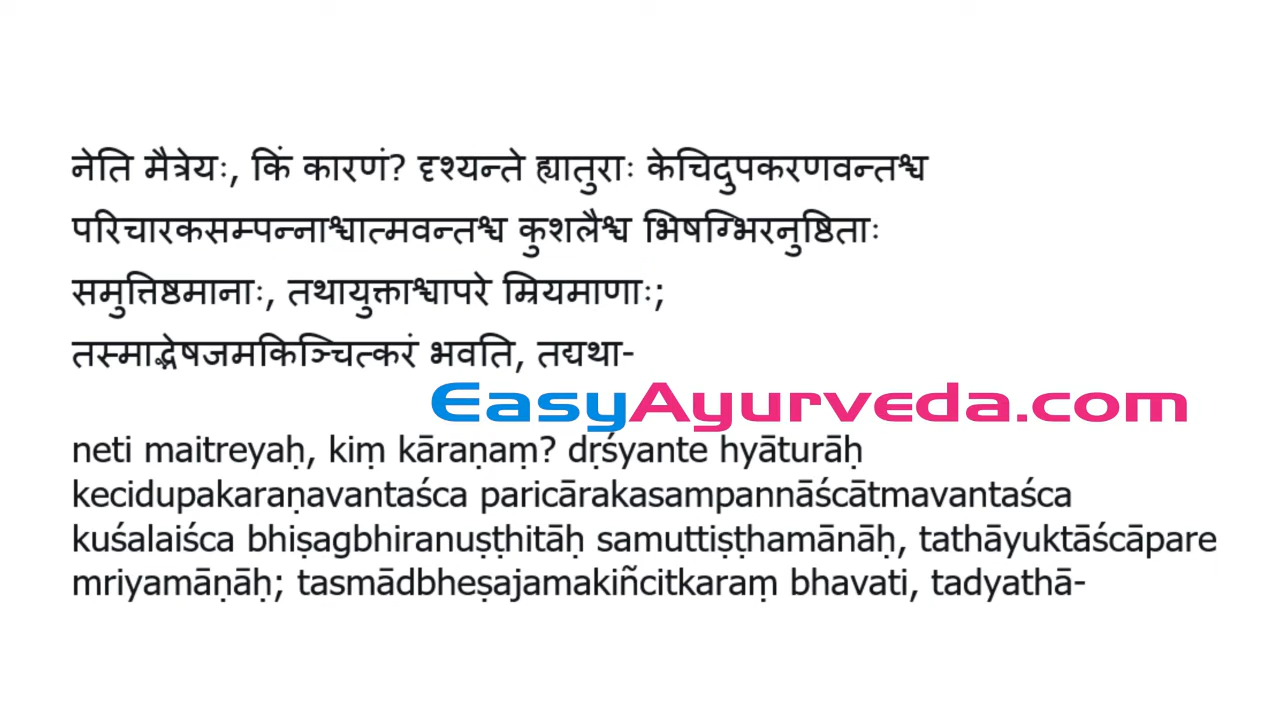 नेति मैत्रेयः, किं कारणं? दृश्यन्ते ह्यातुराः केचिदुपकरणवन्तश्च
परिचारकसम्पन्नाश्चात्मवन्तश्च कुशलैश्च भिषग्भिरनुष्ठिताः
समुत्तिष्ठमानाः, तथायुक्ताश्चापरे म्रियमाणाः;
तस्माद्भेषजमकिञ्चित्करं भवति, तद्यथा-
EasyAyurveda.com
neti maitreyaḥ, kiṃ kāraṇaṃ? dṛśyante hyāturāḥ
kecidupakaraṇavantaśca paricārakasampannāścātmavantaśca
kuśalaiśca bhiṣagbhiranuṣṭhitāḥ samuttiṣṭhamānāḥ, tathāyuktāścāpare
mriyamāṇāḥ; tasmādbheṣajamakiñcitkaraṃ bhavati, tadyathā-